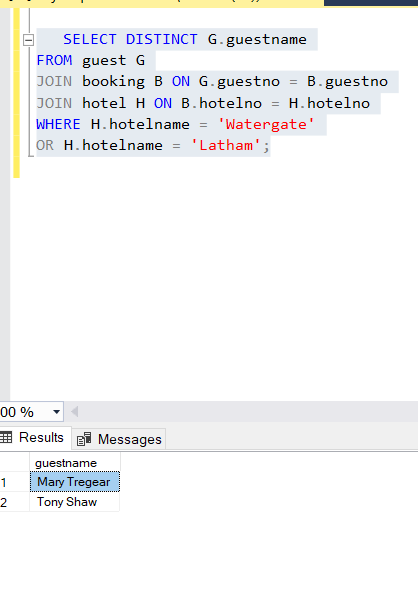 SELECT DISTINCT G.guestname
FROM guest G
JOIN booking B ON G.guestno = B.guestno
JOIN hotel H ON B.hotelno = H.hotelno
WHERE H.hotelname = 'Watergate'
OR H.hotelname = 'Latham';
00 %
Results Messages
guestname
1 Mary Tregear
2 Tony Shaw